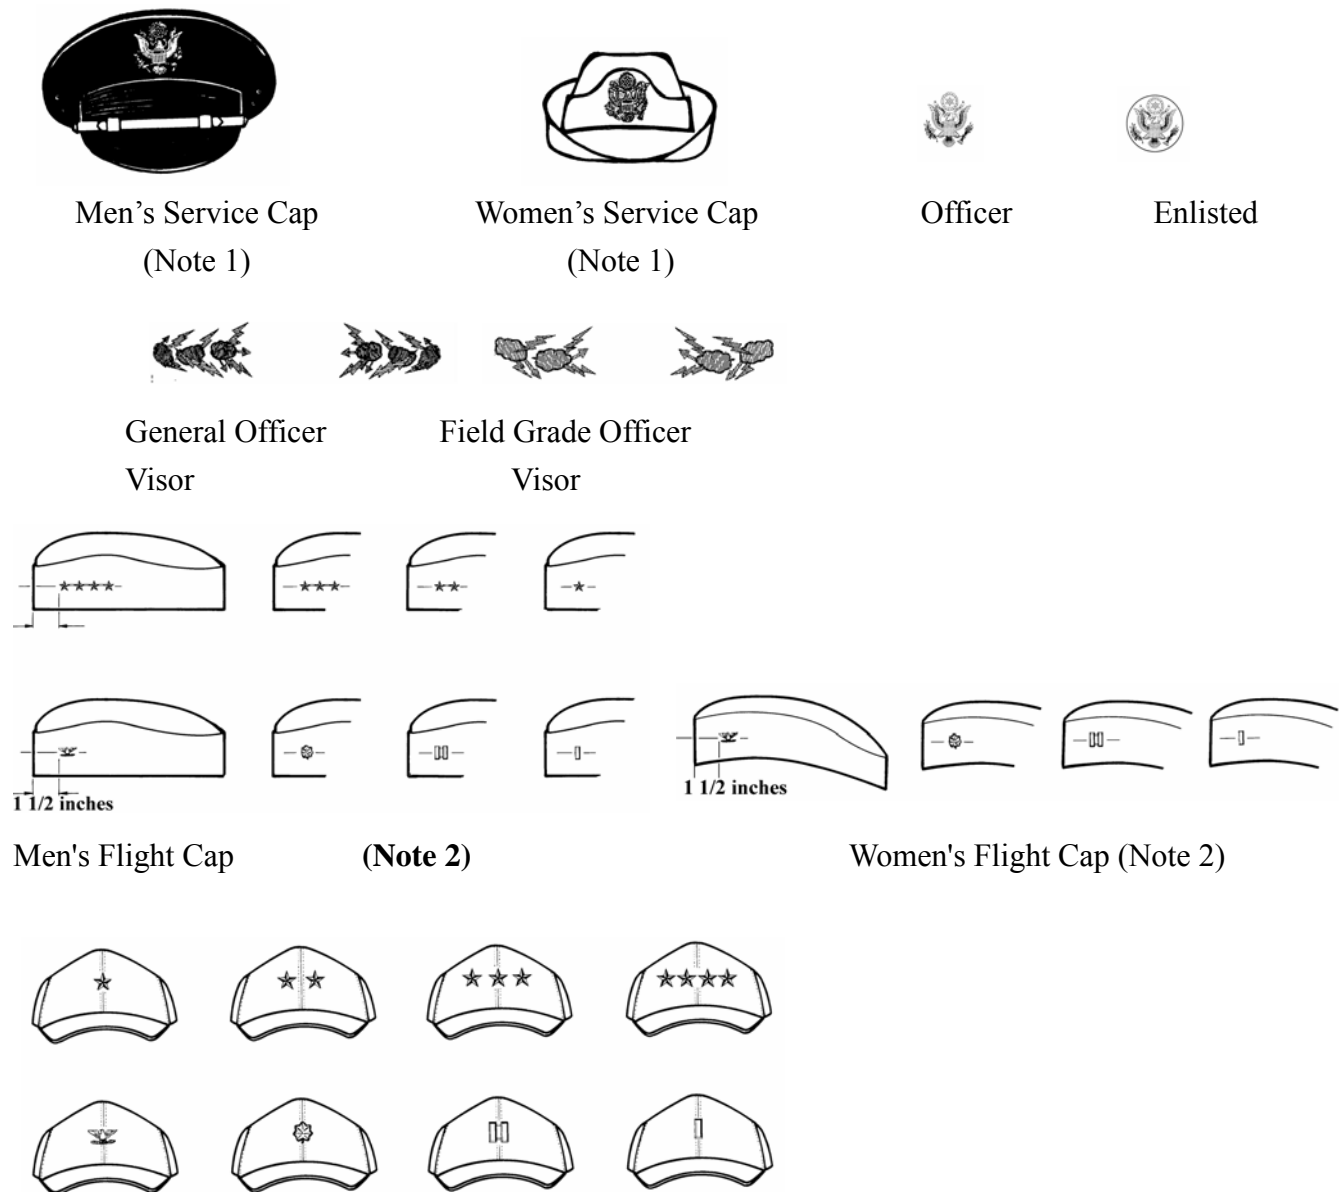 Men’s Service Cap Women’s Service Cap Officer Enlisted
(Note 1) (Note 1)
General Officer Field Grade Officer
Visor Visor
1 1/2 inches 1 1/2 inches
Men's Flight Cap (Note 2) Women's Flight Cap (Note 2)